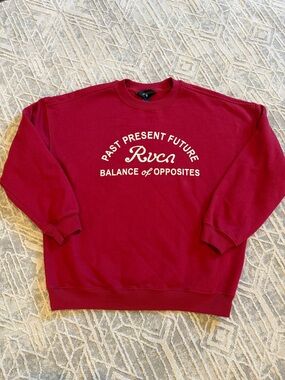 PAST PRESENT FUTURE
Rvca
BALANCE of OPPOSITES